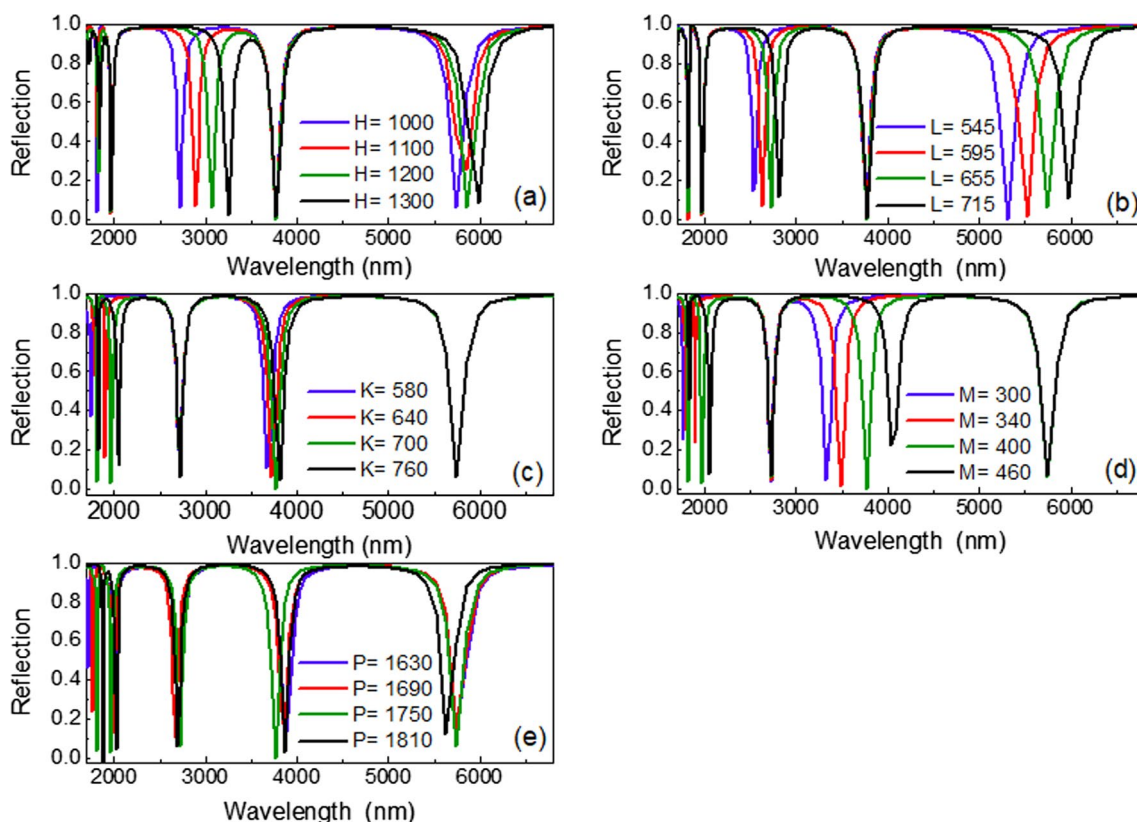 1.0
0.8
0.6
0.4
0.2
0.0
Reflection
H= 1000
H= 1100
H= 1200
H= 1300
(a)
2000 3000 4000 5000 6000
Wavelength (nm)
1.0
0.8
0.6
0.4
0.2
0.0
Reflection
L= 545
L= 595
L= 655
L= 715
(b)
2000 3000 4000 5000 6000
Wavelength (nm)
1.0
0.8
0.6
0.4
0.2
0.0
Reflection
K= 580
K= 640
K= 700
K= 760
(c)
2000 3000 4000 5000 6000
Wavelength (nm)
1.0
0.8
0.6
0.4
0.2
0.0
Reflection
M= 300
M= 340
M= 400
M= 460
(d)
2000 3000 4000 5000 6000
Wavelength (nm)
1.0
0.8
0.6
0.4
0.2
0.0
Reflection
P= 1630
P= 1690
P= 1750
P= 1810
(e)
2000 3000 4000 5000 6000
Wavelength (nm)